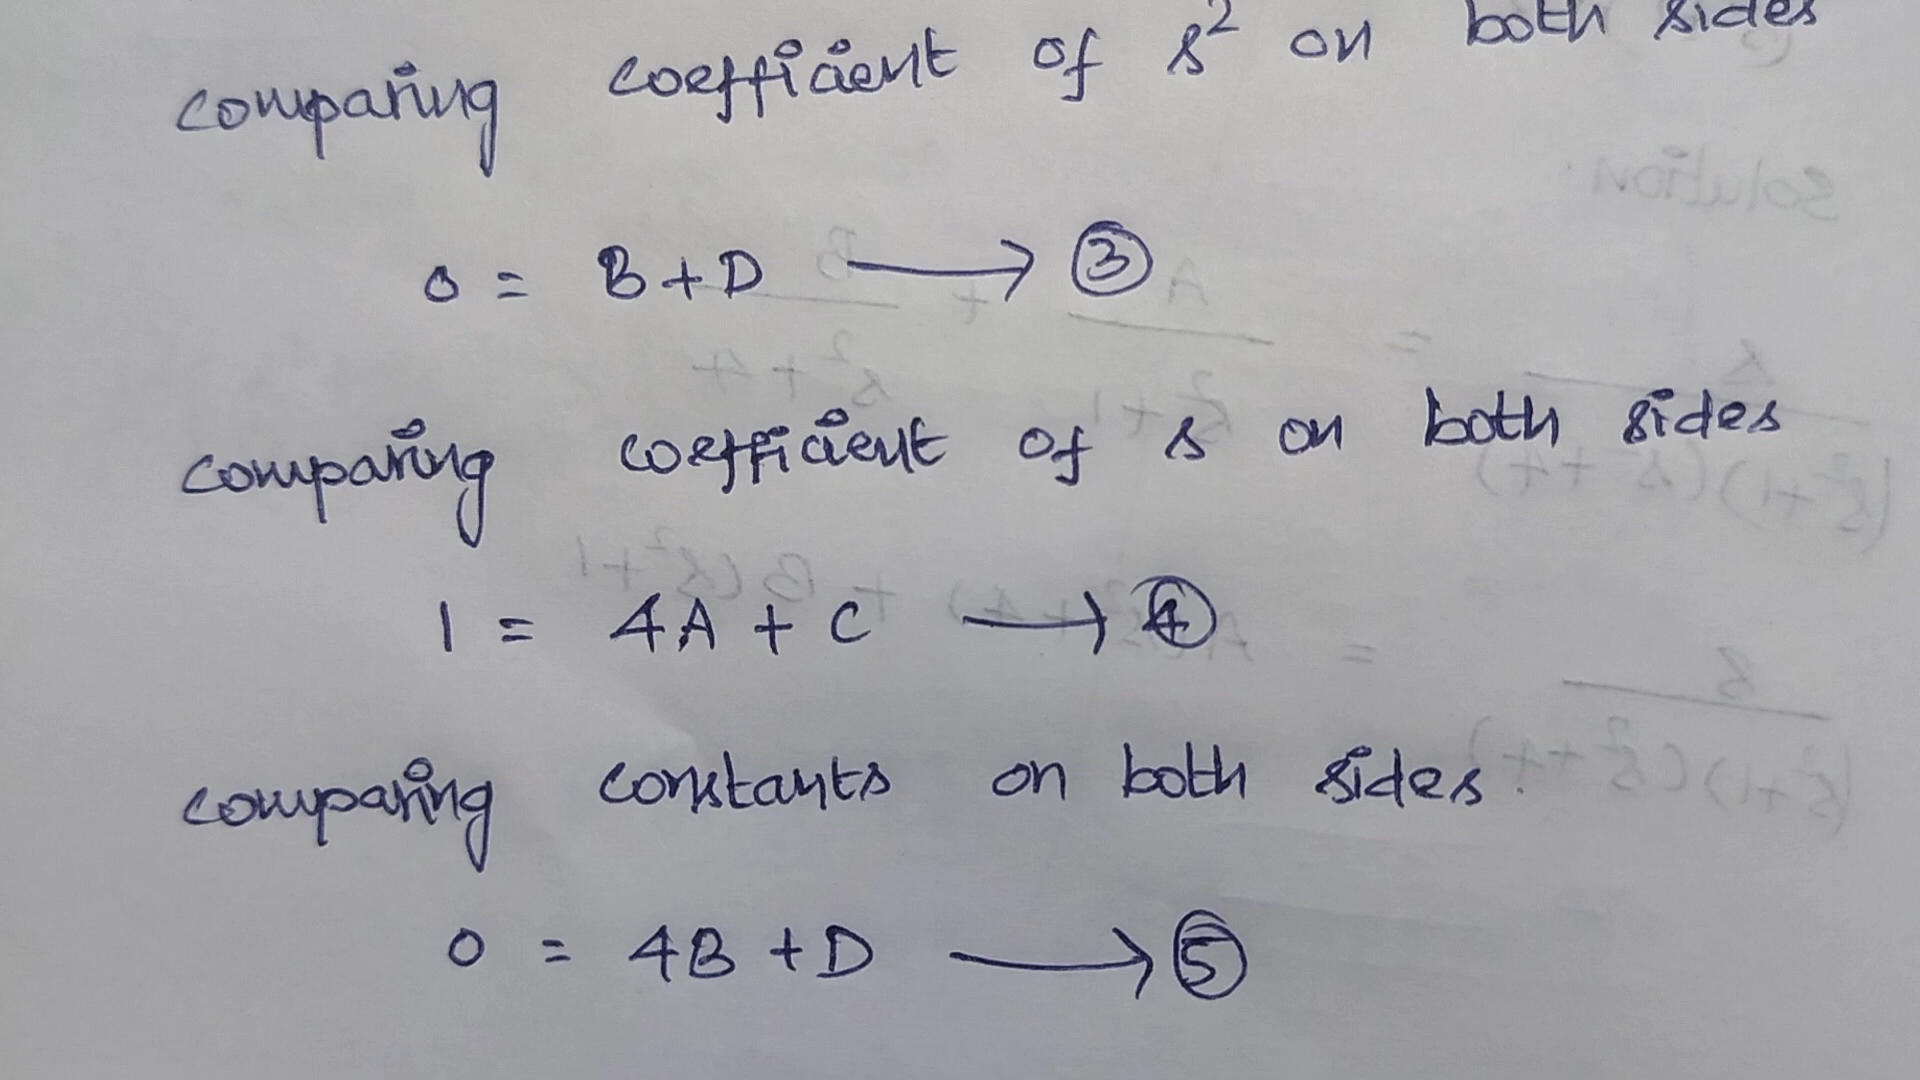 comparing coefficient of s² on both sides
0 = B + D → ③
comparing coefficient of s on both sides
1 = 4A + C → ④
comparing constants on both sides.
0 = 4B + D → ⑤